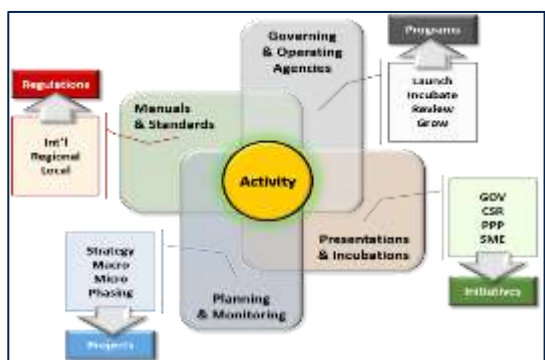 Programs
Governing
& Operating
Agencies
Launch
Incubate
Review
Grow
Regulations
Manuals
& Standards
Int'l
Regional
Local
Activity
GOV
CSR
PPP
SME
Presentations
& Incubations
Strategy
Macro
Micro
Phasing
Planning
& Monitoring
Initiatives
Projects